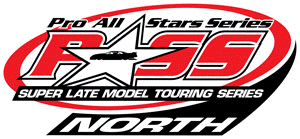 Pro All Stars Series
PASS
SUPER LATE MODEL TOURING SERIES
NORTH